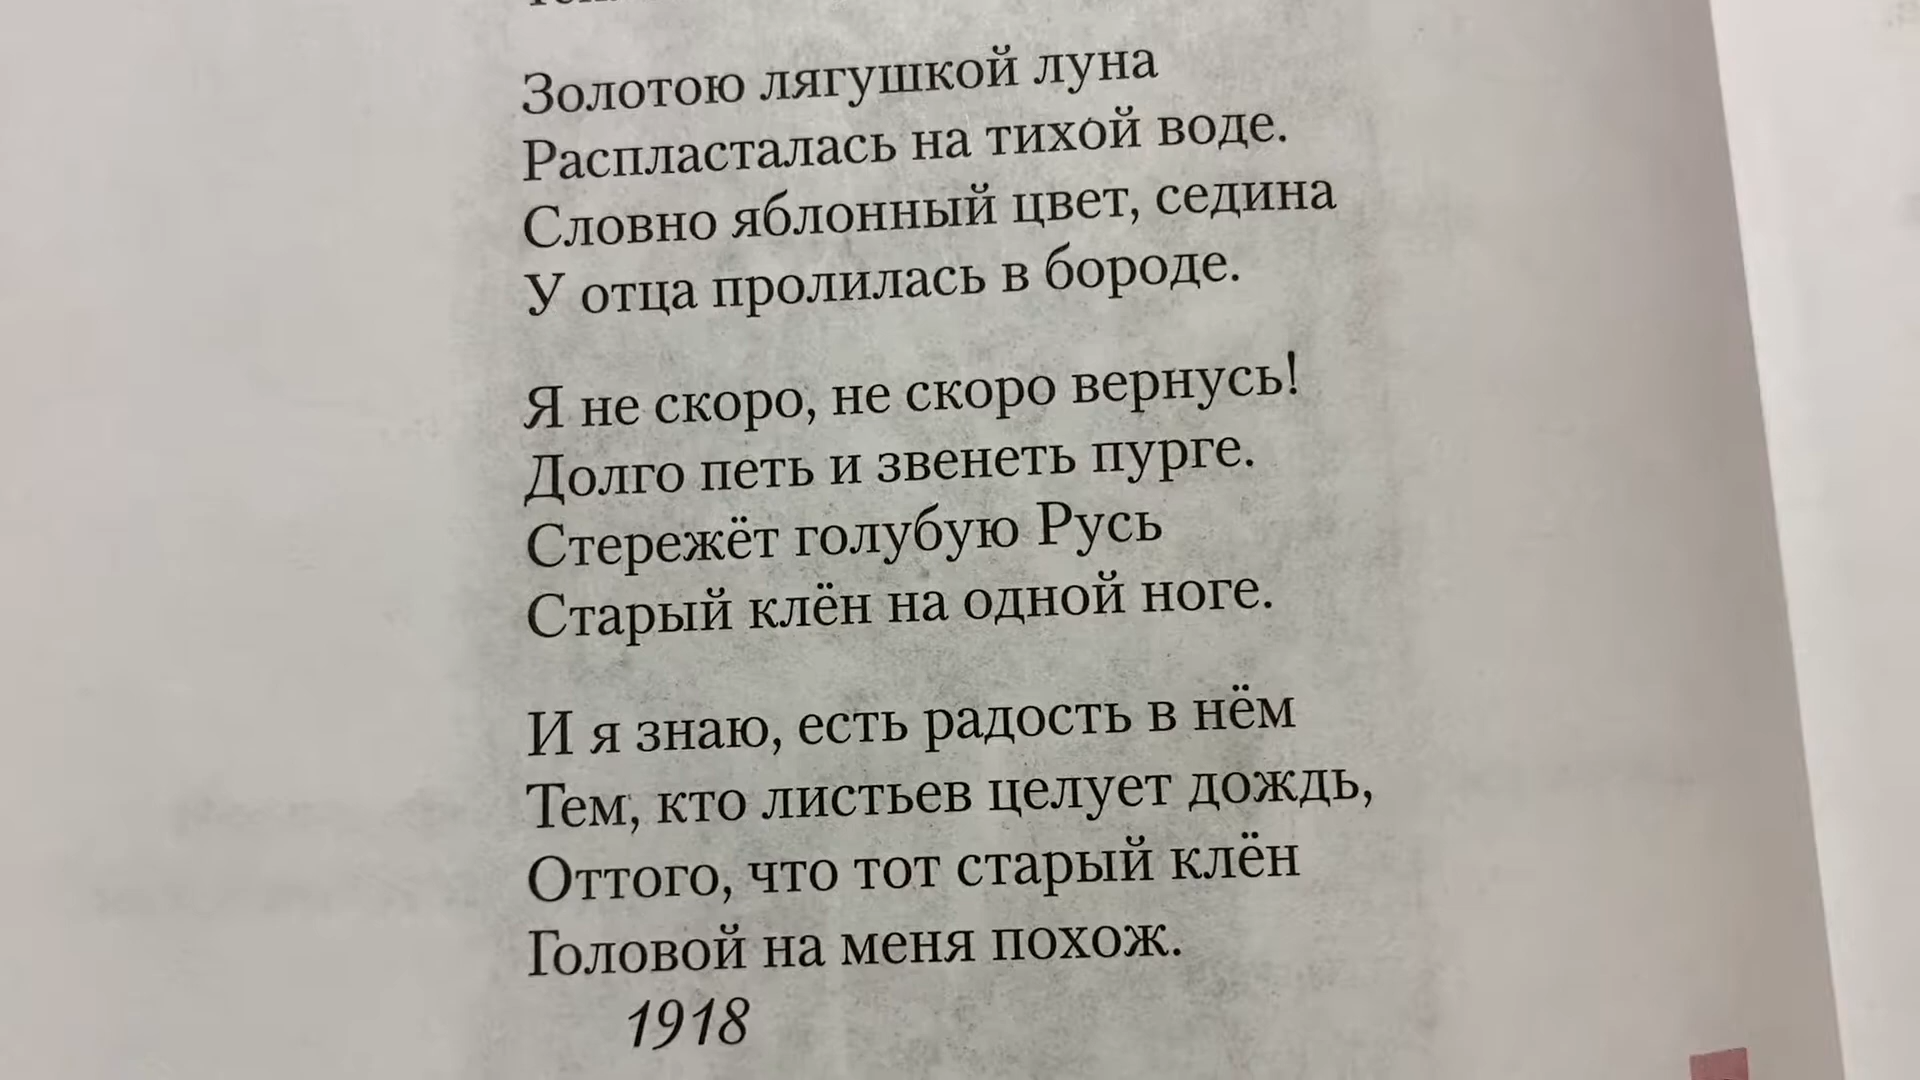 Золотою лягушкой луна
Распласталась на тихой воде.
Словно яблонный цвет, седина
У отца пролилась в бороде.
Я не скоро, не скоро вернусь!
Долго петь и звенеть пурге.
Стережёт голубую Русь
Старый клён на одной ноге.
И я знаю, есть радость в нём
Тем, кто листьев целует дождь,
Оттого, что тот старый клён
Головой на меня похож.
1918